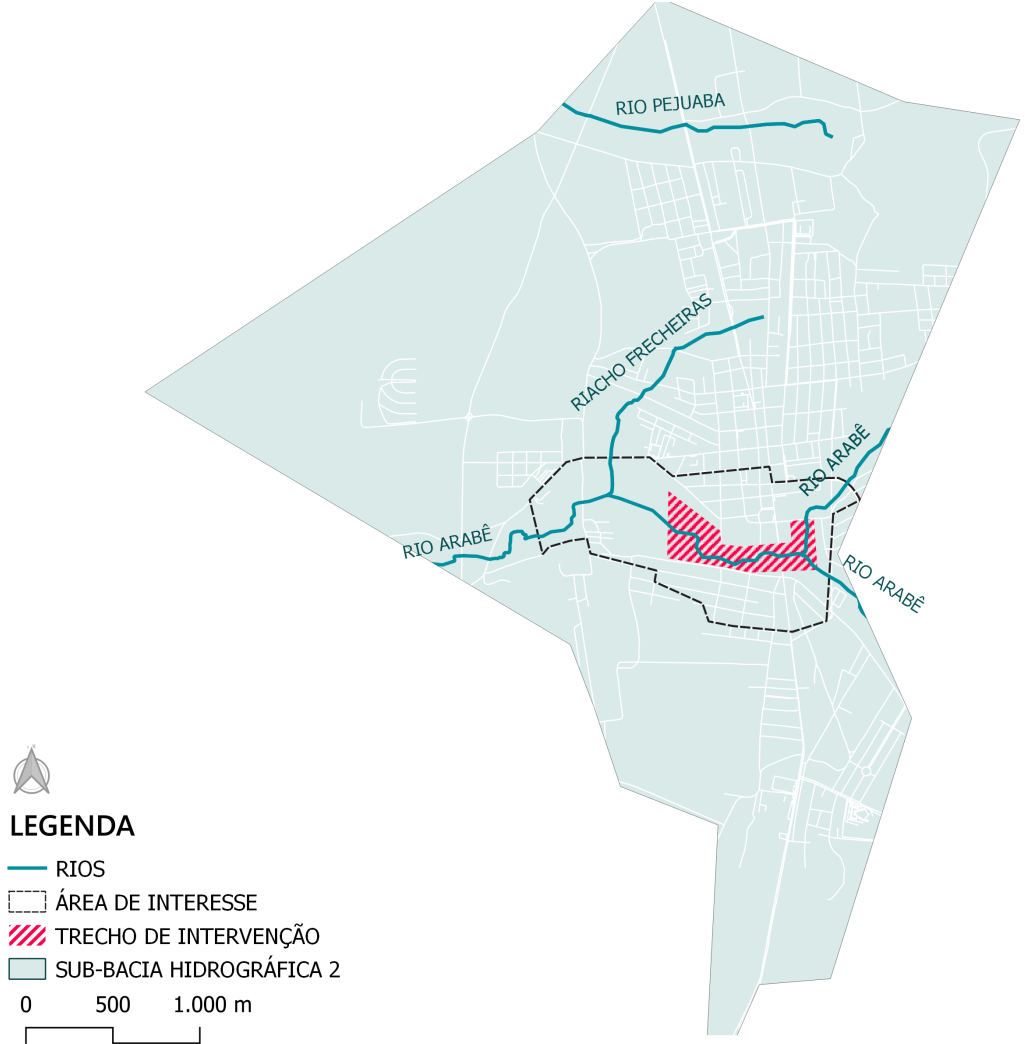 RIO PEJUABA
RIACHO FRECHEIRAS
RIO ARABÊ
RIO ARABÊ
RIO ARABÊ
LEGENDA
RIOS
ÁREA DE INTERESSE
TRECHO DE INTERVENÇÃO
SUB-BACIA HIDROGRÁFICA 2
0 500 1.000 m